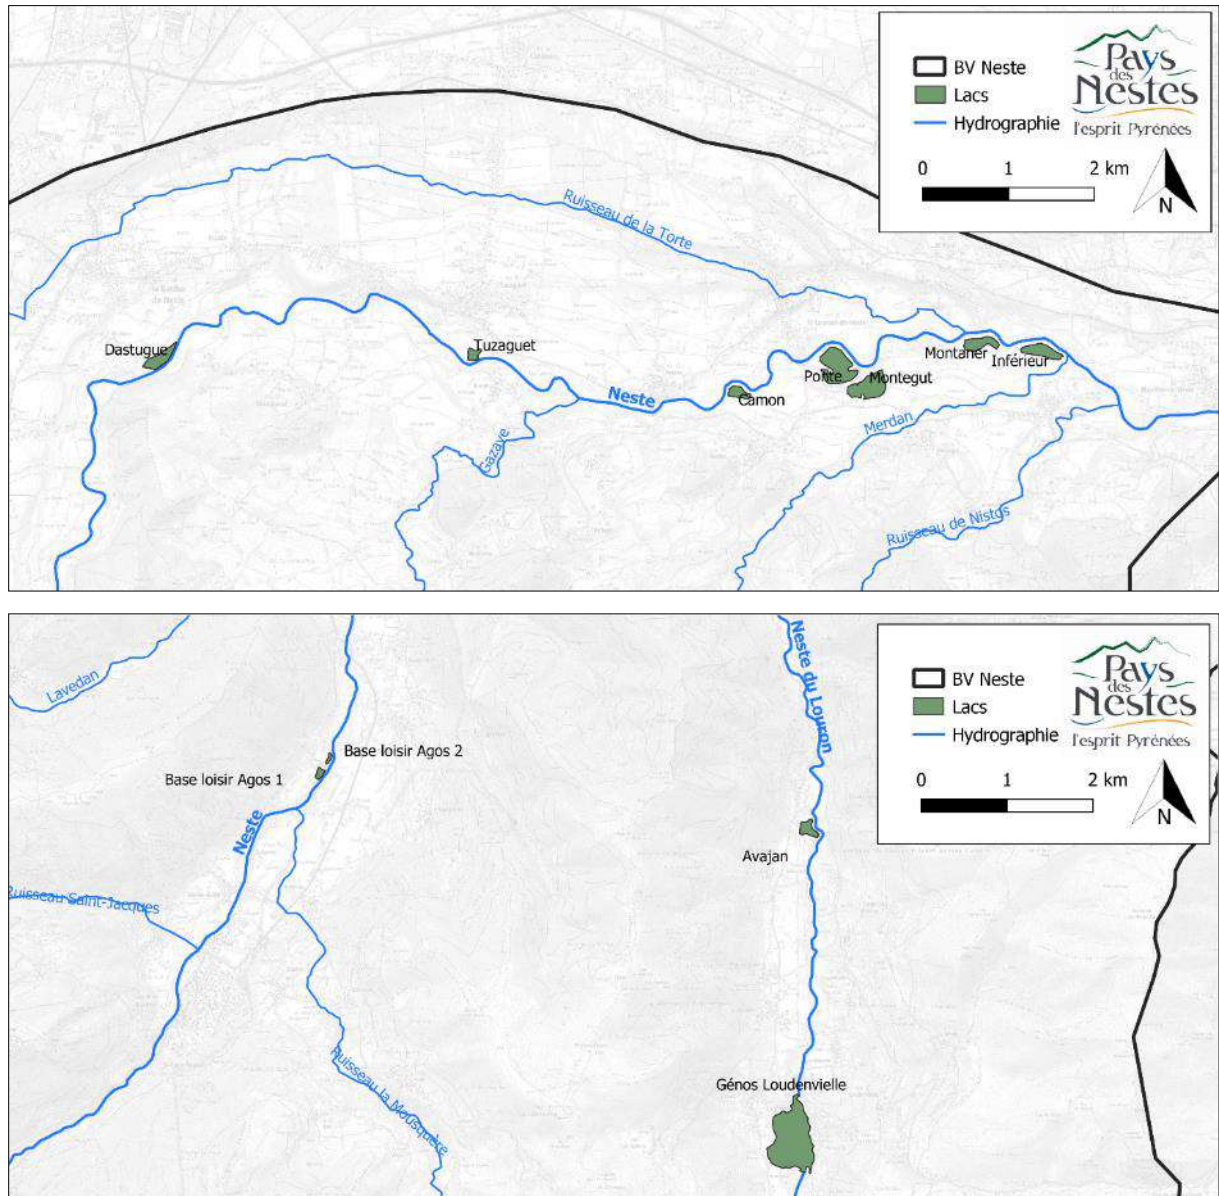 BV Neste
Lacs
Hydrographie
Pays
des
Nestes
l'esprit Pyrénées
0 1 2 km
N
Ruisseau de la Torte
Dastugue
Tuzaguet
Neste
Gazave
Camon
Ponte
Montegut
Montaner
Inférieur
Merdan
Ruisseau de Nistos
BV Neste
Lacs
Hydrographie
Pays
des
Nestes
l'esprit Pyrénées
0 1 2 km
N
Lavedan
Neste du Louron
Base loisir Agos 2
Base loisir Agos 1
Neste
Avajan
Ruisseau Saint-Jacques
Ruisseau la Mousquère
Génos Loudenvielle